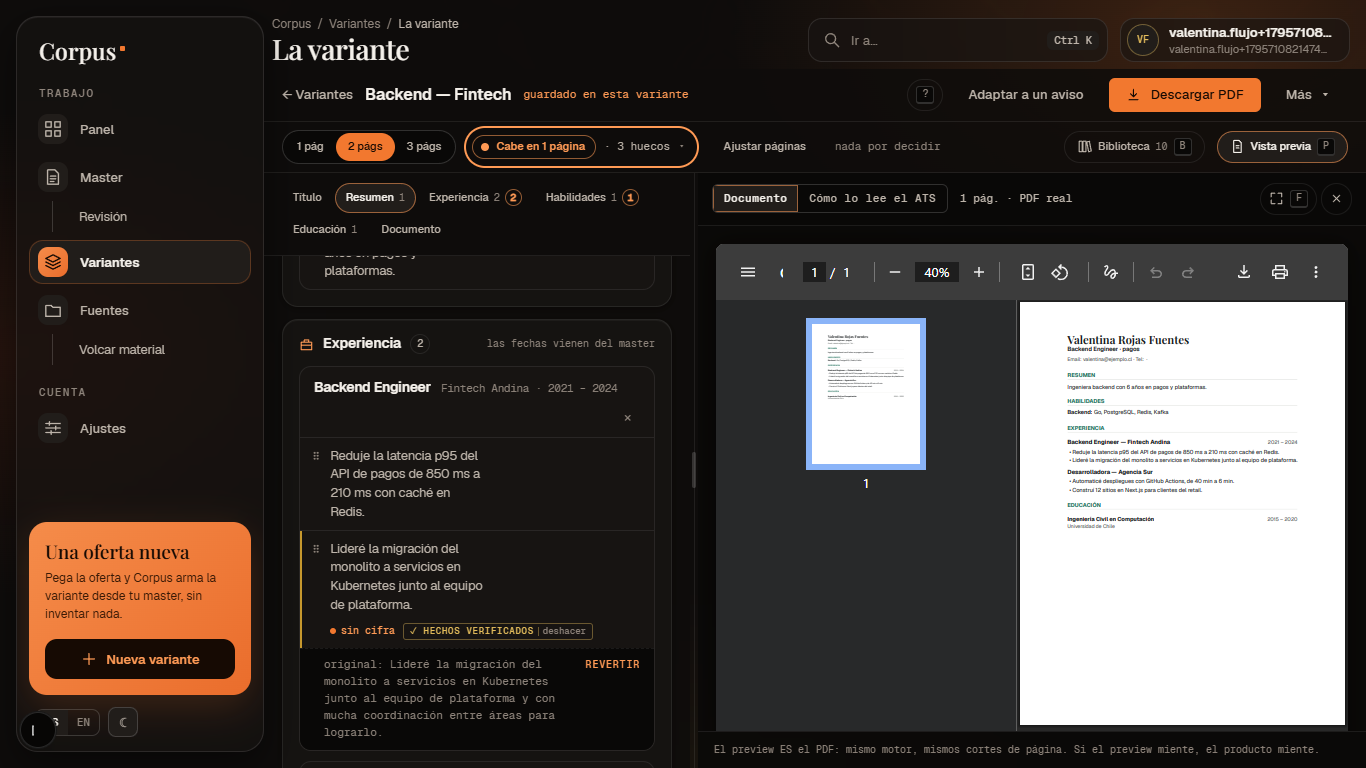 Corpus
TRABAJO
Panel
Master
Revisión
Variantes
Fuentes
Volcar material
CUENTA
Ajustes
Una oferta nueva
Pega la oferta y Corpus arma la
variante desde tu master, sin
inventar nada.
Nueva variante
EN
Corpus / Variantes / La variante
La variante
Ir a…
Ctrl K
VF
valentina.flujo+17957108…
valentina.flujo+1795710821474…
← Variantes
Backend — Fintech
guardado en esta variante
?
Adaptar a un aviso
Descargar PDF
Más
1 pág
2 págs
3 págs
Cabe en 1 página
· 3 huecos
Ajustar páginas
nada por decidir
Biblioteca 10 B
Vista previa P
Título
Resumen 1
Experiencia 2 2
Habilidades 1 1
Educación 1
Documento
plataformas.
Experiencia 2
las fechas vienen del master
Backend Engineer
Fintech Andina · 2021 – 2024
×
Reduje la latencia p95 del
API de pagos de 850 ms a
210 ms con caché en
Redis.
Lideré la migración del
monolito a servicios en
Kubernetes junto al equipo
de plataforma.
sin cifra
✓ HECHOS VERIFICADOS
deshacer
original: Lideré la migración del
monolito a servicios en Kubernetes
junto al equipo de plataforma y con
mucha coordinación entre áreas para
lograrlo.
REVERTIR
Documento
Cómo lo lee el ATS
1 pág. · PDF real
F
×
1 / 1
40%
1
Valentina Rojas Fuentes
Backend Engineer · pagos
Email: valentina@ejemplo.cl · Tel: ·
RESUMEN
Ingeniera backend con 6 años en pagos y plataformas.
HABILIDADES
Backend: Go, PostgreSQL, Redis, Kafka
EXPERIENCIA
Backend Engineer — Fintech Andina
2021 – 2024
• Reduje la latencia p95 del API de pagos de 850 ms a 210 ms con caché en Redis.
• Lideré la migración del monolito a servicios en Kubernetes junto al equipo de plataforma.
Desarrolladora — Agencia Sur
• Automaticé despliegues con GitHub Actions, de 40 min a 6 min.
• Construí 12 sitios en Next.js para clientes del retail.
EDUCACIÓN
Ingeniería Civil en Computación
2015 – 2020
Universidad de Chile
El preview ES el PDF: mismo motor, mismos cortes de página. Si el preview miente, el producto miente.